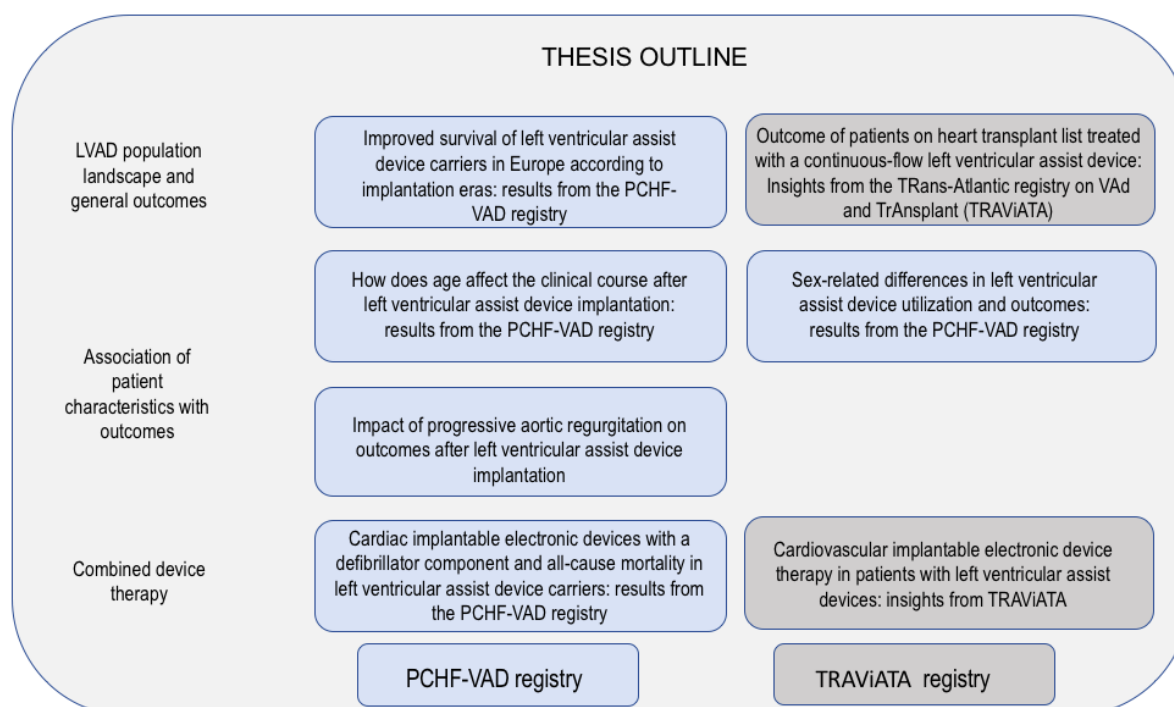 THESIS OUTLINE
LVAD population
landscape and
general outcomes
Improved survival of left ventricular assist
device carriers in Europe according to
implantation eras: results from the PCHF-
VAD registry
Outcome of patients on heart transplant list treated
with a continuous-flow left ventricular assist device:
Insights from the TRans-Atlantic registry on VAd
and TrAnsplant (TRAViATA)
Association of
patient
characteristics with
outcomes
How does age affect the clinical course after
left ventricular assist device implantation:
results from the PCHF-VAD registry
Sex-related differences in left ventricular
assist device utilization and outcomes:
results from the PCHF-VAD registry
Impact of progressive aortic regurgitation on
outcomes after left ventricular assist device
implantation
Combined device
therapy
Cardiac implantable electronic devices with a
defibrillator component and all-cause mortality in
left ventricular assist device carriers: results from
the PCHF-VAD registry
Cardiovascular implantable electronic device
therapy in patients with left ventricular assist
devices: insights from TRAViATA
PCHF-VAD registry
TRAViATA registry